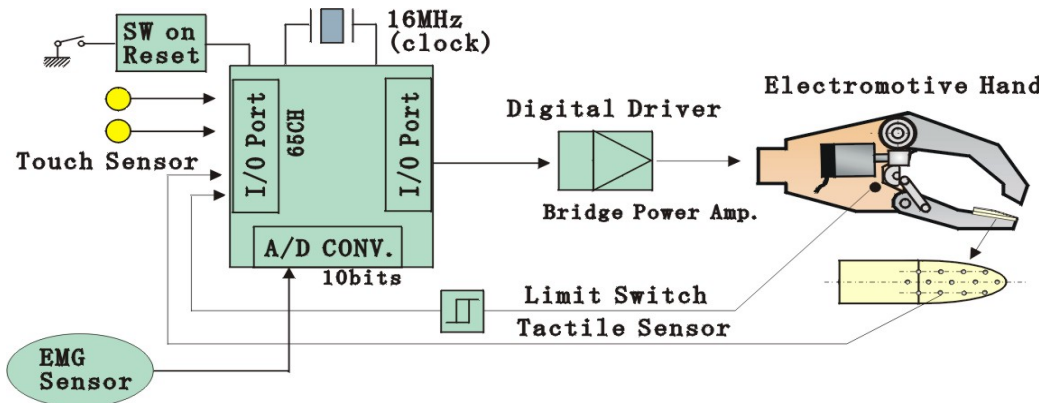 SW on
Reset
16MHz
(clock)
Touch Sensor
I/O Port
65CH
I/O Port
A/D CONV.
10bits
Digital Driver
Bridge Power Amp.
Electromotive Hand
Limit Switch
Tactile Sensor
EMG
Sensor